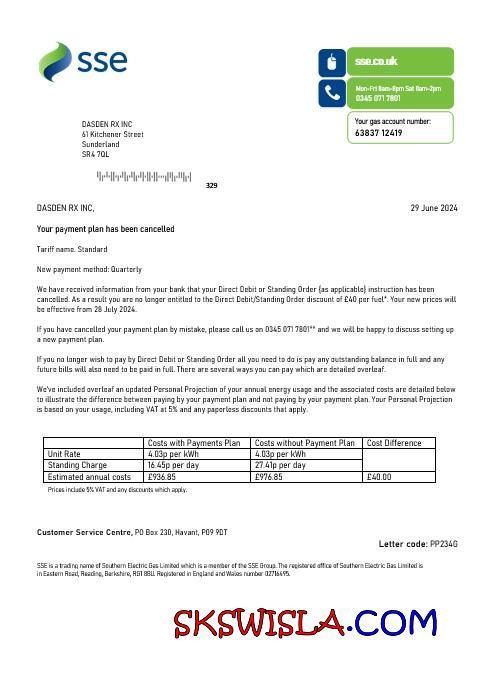 sse
sse.co.uk
Mon-Fri 8am-8pm Sat 8am-2pm
0345 071 7801
Your gas account number:
63837 12419
DASDEN RX INC
61 Kitchener Street
Sunderland
SR4 7QL
329
DASDEN RX INC,
29 June 2024
Your payment plan has been cancelled
Tariff name. Standard
New payment method: Quarterly
We have received information from your bank that your Direct Debit or Standing Order {as applicable} instruction has been
cancelled. As a result you are no longer entitled to the Direct Debit/Standing Order discount of £40 per fuel*. Your new prices will
be effective from 28 July 2024.
If you have cancelled your payment plan by mistake, please call us on 0345 071 7801** and we will be happy to discuss setting up
a new payment plan.
If you no longer wish to pay by Direct Debit or Standing Order all you need to do is pay any outstanding balance in full and any
future bills will also need to be paid in full. There are several ways you can pay which are detailed overleaf.
We've included overleaf an updated Personal Projection of your annual energy usage and the associated costs are detailed below
to illustrate the difference between paying by your payment plan and not paying by your payment plan. Your Personal Projection
is based on your usage, including VAT at 5% and any paperless discounts that apply.
Costs with Payments Plan Costs without Payment Plan Cost Difference
Unit Rate 4.03p per kWh 4.03p per kWh
Standing Charge 16.45p per day 27.41p per day
Estimated annual costs £936.85 £976.85 £40.00
Prices include 5% VAT and any discounts which apply.
Customer Service Centre, PO Box 230, Havant, P09 9DT
Letter code: PP234G
SSE is a trading name of Southern Electric Gas Limited which is a member of the SSE Group. The registered office of Southern Electric Gas Limited is
in Eastern Road, Reading, Berkshire, RG1 8BU. Registered in England and Wales number 02716495.
SKSWISLA.COM